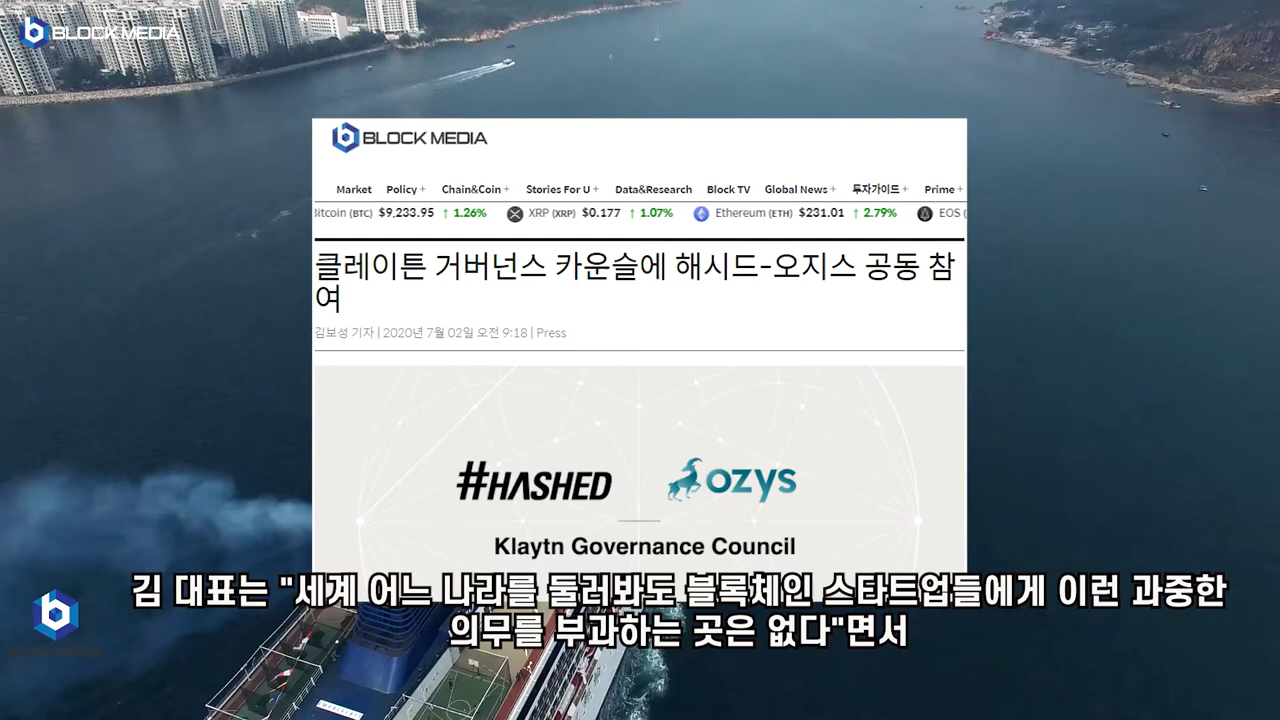 BLOCK MEDIA
BLOCK MEDIA
Market Policy + Chain&Coin + Stories For U + Data&Research Block TV Global News + 투자가이드 + Prime +
Bitcoin (BTC) $9,233.95 ↑ 1.26% XRP (XRP) $0.177 ↑ 1.07% Ethereum (ETH) $231.01 ↑ 2.79% EOS (
클레이튼 거버넌스 카운슬에 해시드-오지스 공동 참
여
김보성 기자 | 2020년 7월 02일 오전 9:18 | Press
#HASHED ozys
Klaytn Governance Council
김 대표는 "세계 어느 나라를 둘러봐도 블록체인 스타트업들에게 이런 과중한
의무를 부과하는 곳은 없다"면서